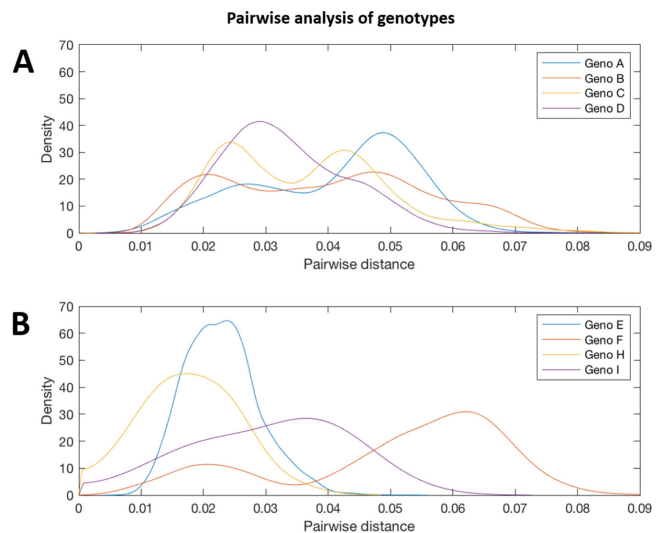 Pairwise analysis of genotypes
A
70
60
50
40
30
20
10
0
Density
0 0.01 0.02 0.03 0.04 0.05 0.06 0.07 0.08 0.09
Pairwise distance
Geno A
Geno B
Geno C
Geno D
B
70
60
50
40
30
20
10
0
Density
0 0.01 0.02 0.03 0.04 0.05 0.06 0.07 0.08 0.09
Pairwise distance
Geno E
Geno F
Geno H
Geno I